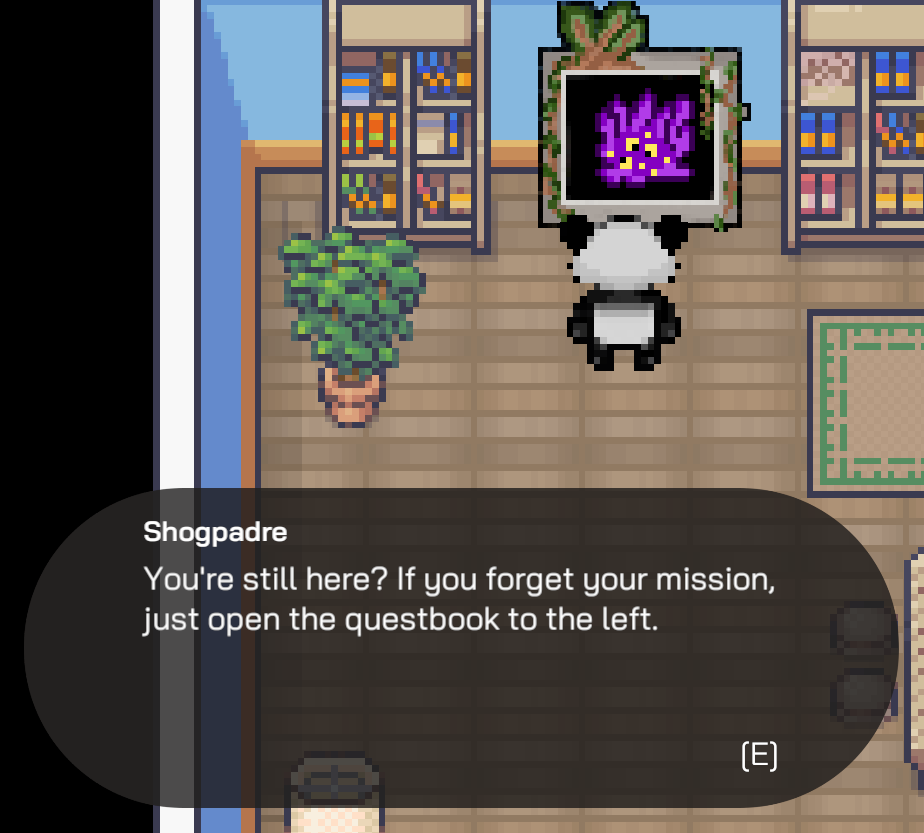 Shogpadre
You're still here? If you forget your mission,
just open the questbook to the left.
[E]